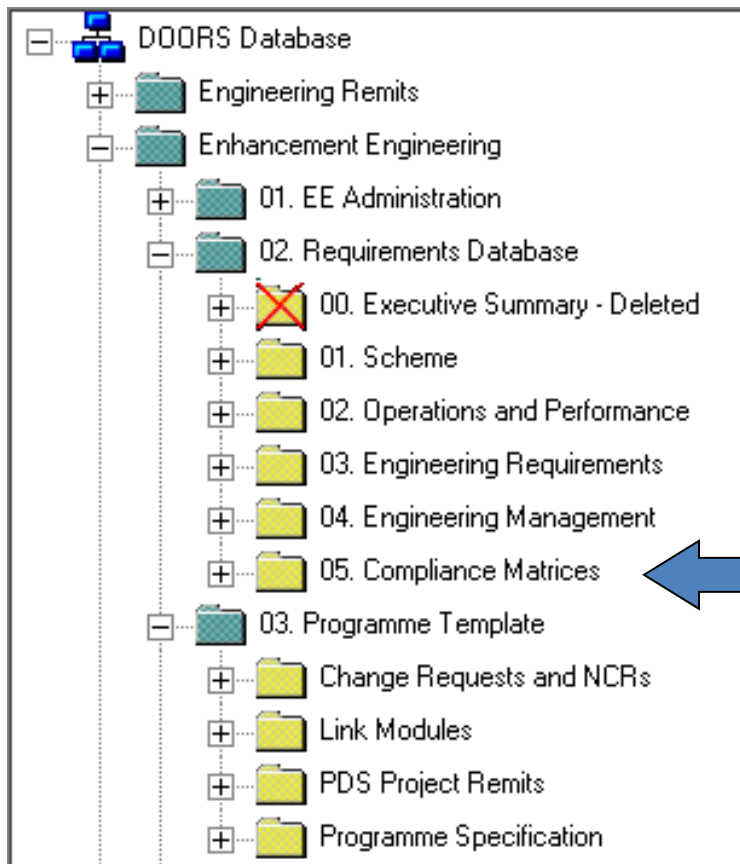 DOORS Database
Engineering Remits
Enhancement Engineering
01. EE Administration
02. Requirements Database
00. Executive Summary - Deleted
01. Scheme
02. Operations and Performance
03. Engineering Requirements
04. Engineering Management
05. Compliance Matrices
03. Programme Template
Change Requests and NCRs
Link Modules
PDS Project Remits
Programme Specification